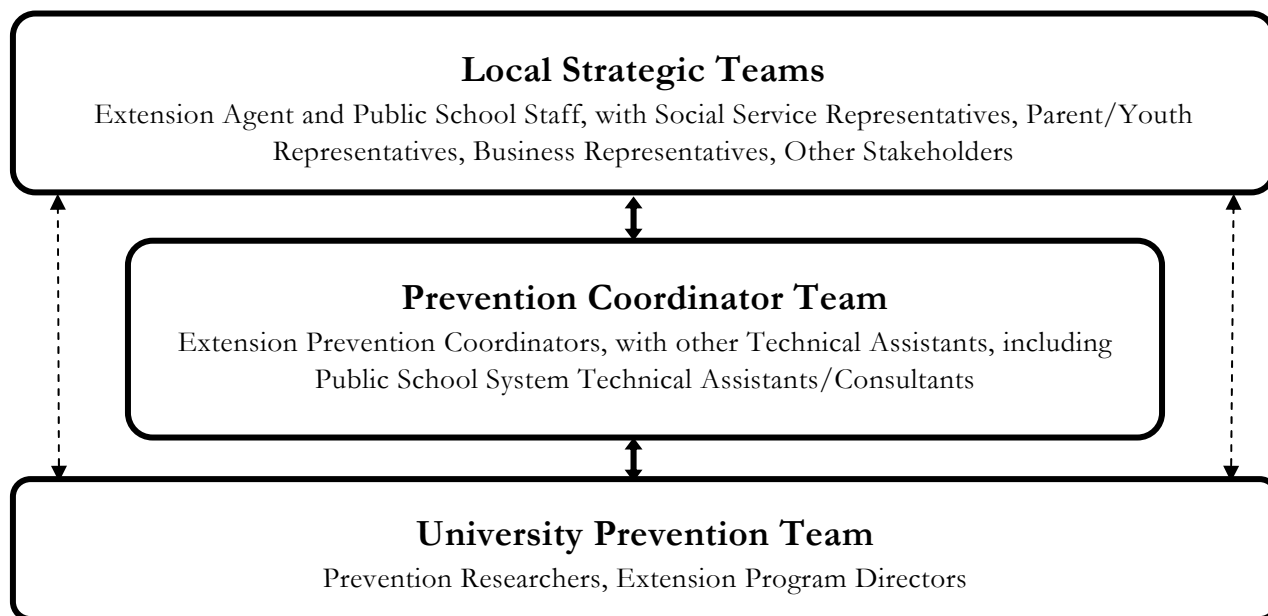 Local Strategic Teams
Extension Agent and Public School Staff, with Social Service Representatives, Parent/Youth
Representatives, Business Representatives, Other Stakeholders
Prevention Coordinator Team
Extension Prevention Coordinators, with other Technical Assistants, including
Public School System Technical Assistants/Consultants
University Prevention Team
Prevention Researchers, Extension Program Directors